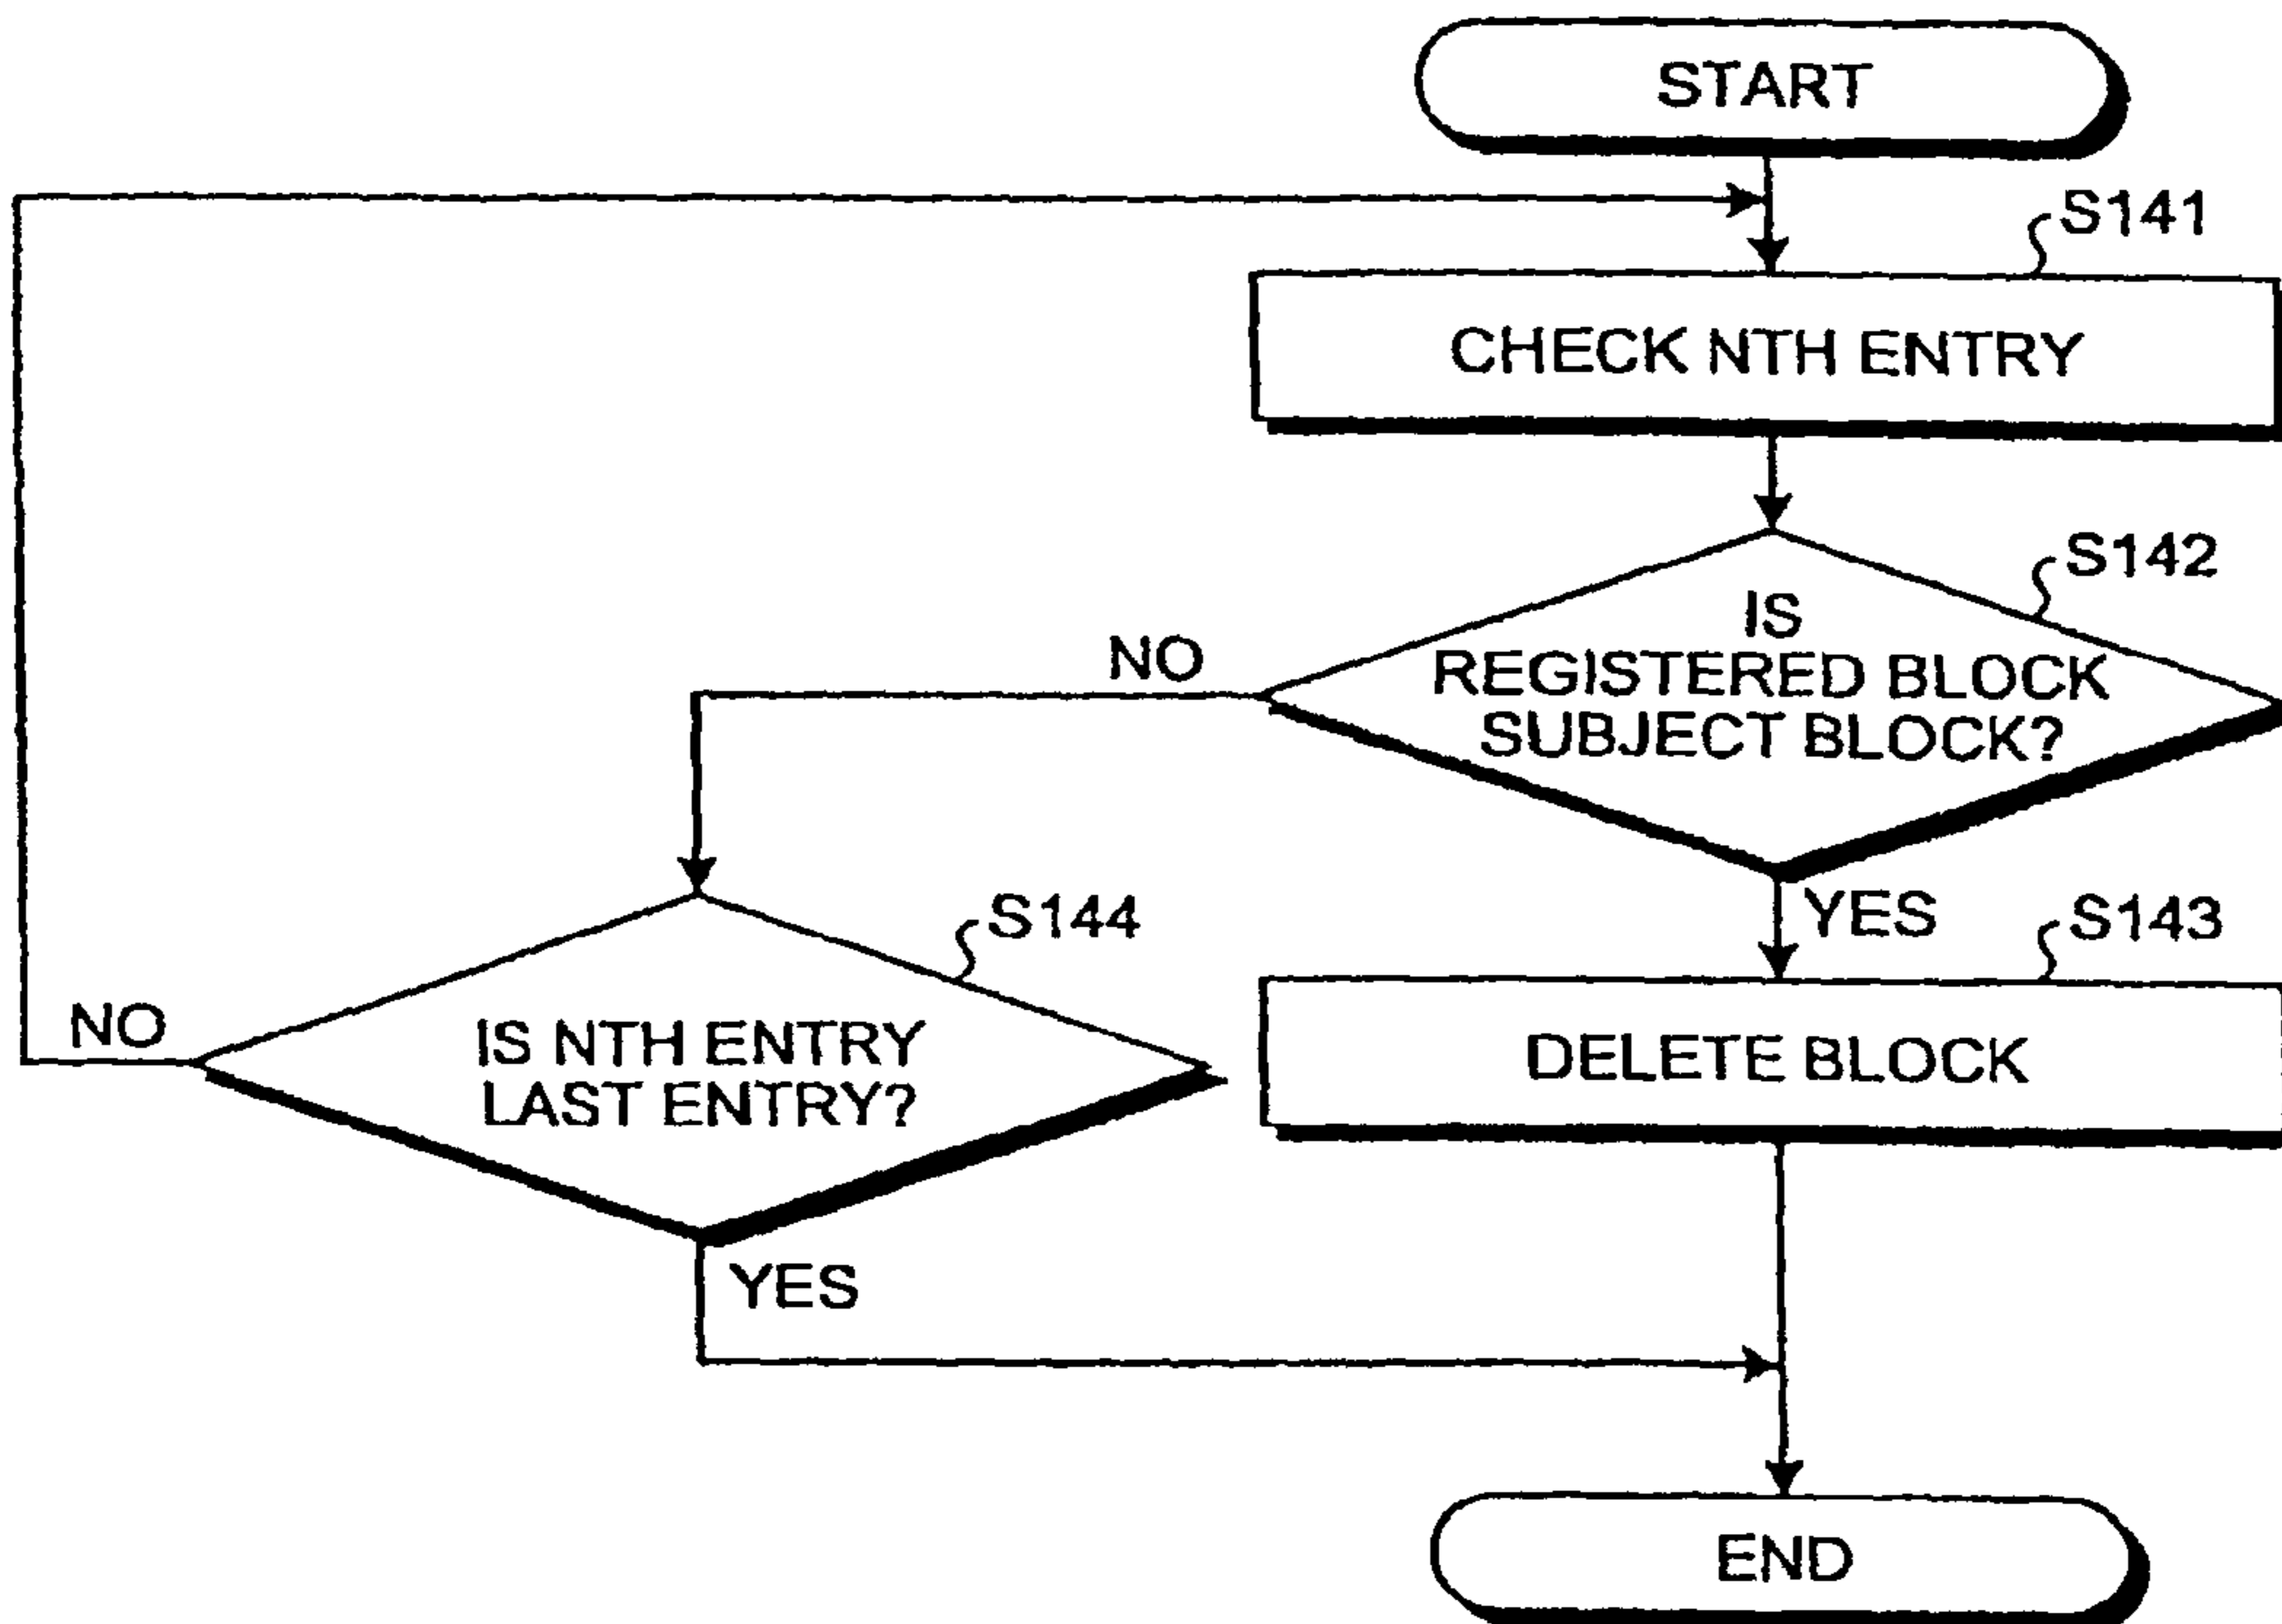 START
S141
CHECK NTH ENTRY
S142
IS
REGISTERED BLOCK
SUBJECT BLOCK?
NO
YES
S143
DELETE BLOCK
S144
IS NTH ENTRY
LAST ENTRY?
NO
YES
END